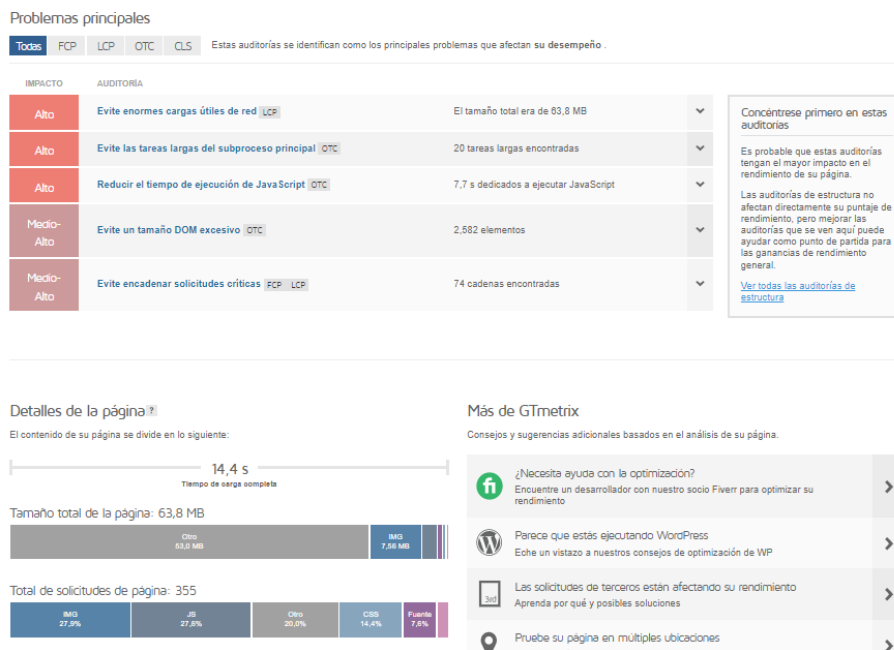 Problemas principales
Todas FCP LCP OTC CLS Estas auditorías se identifican como los principales problemas que afectan su desempeño .
IMPACTO AUDITORÍA
Alto Evite enormes cargas útiles de red LCP El tamaño total era de 63,8 MB
Alto Evite las tareas largas del subproceso principal OTC 20 tareas largas encontradas
Alto Reducir el tiempo de ejecución de JavaScript OTC 7,7 s dedicados a ejecutar JavaScript
Medio-
Alto
Evite un tamaño DOM excesivo OTC 2,582 elementos
Medio-
Alto
Evite encadenar solicitudes críticas FCP LCP 74 cadenas encontradas
Concéntrese primero en estas
auditorías
Es probable que estas auditorías
tengan el mayor impacto en el
rendimiento de su página.
Las auditorías de estructura no
afectan directamente su puntaje de
rendimiento, pero mejorar las
auditorías que se ven aquí puede
ayudar como punto de partida para
las ganancias de rendimiento
general.
Ver todas las auditorías de
estructura
Detalles de la página ?
El contenido de su página se divide en lo siguiente:
14,4 s
Tiempo de carga completa
Tamaño total de la página: 63,8 MB
Otro
53,0 MB
IMG
7,56 MB
Total de solicitudes de página: 355
IMG
27,9%
JS
27,6%
Otro
20,0%
CSS
14,4%
Fuente
7,6%
Más de GTmetrix
Consejos y sugerencias adicionales basados en el análisis de su página.
fi
¿Necesita ayuda con la optimización?
Encuentre un desarrollador con nuestro socio Fiverr para optimizar su
rendimiento
Parece que estás ejecutando WordPress
Eche un vistazo a nuestros consejos de optimización de WP
3rd
Las solicitudes de terceros están afectando su rendimiento
Aprenda por qué y posibles soluciones
Pruebe su página en múltiples ubicaciones